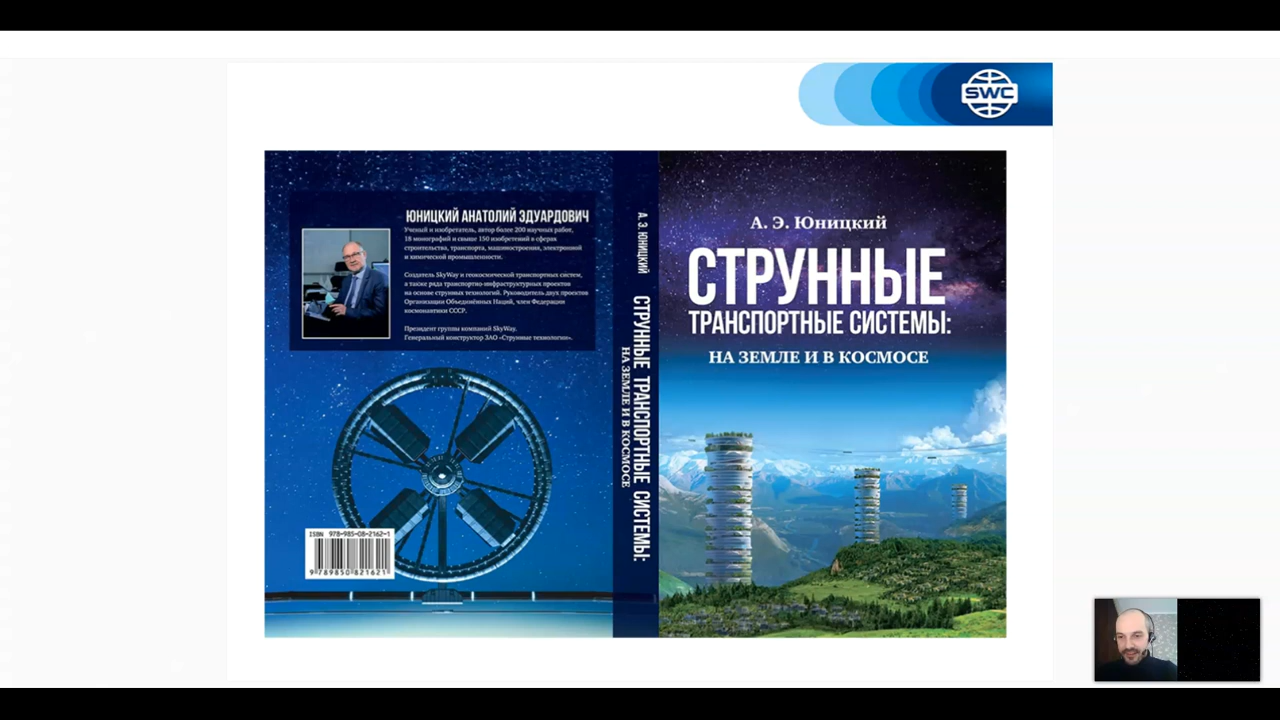 SWC
ЮНИЦКИЙ АНАТОЛИЙ ЭДУАРДОВИЧ
Ученый и изобретатель, автор более 200 научных работ,
18 монографий и свыше 150 изобретений в сферах
строительства, транспорта, машиностроения, электронной
и химической промышленности.
Создатель SkyWay и геокосмической транспортных систем,
а также ряда транспортно-инфраструктурных проектов
на основе струнных технологий. Руководитель двух проектов
Организации Объединённых Наций, член Федерации
космонавтики СССР.
Президент группы компаний SkyWay.
Генеральный конструктор ЗАО «Струнные технологии».
ISBN 978-985-08-2162-1
9 789850 821621
А. Э. ЮНИЦКИЙ
СТРУННЫЕ ТРАНСПОРТНЫЕ СИСТЕМЫ:
НА ЗЕМЛЕ И В КОСМОСЕ
А. Э. Юницкий
СТРУННЫЕ
ТРАНСПОРТНЫЕ СИСТЕМЫ:
НА ЗЕМЛЕ И В КОСМОСЕ